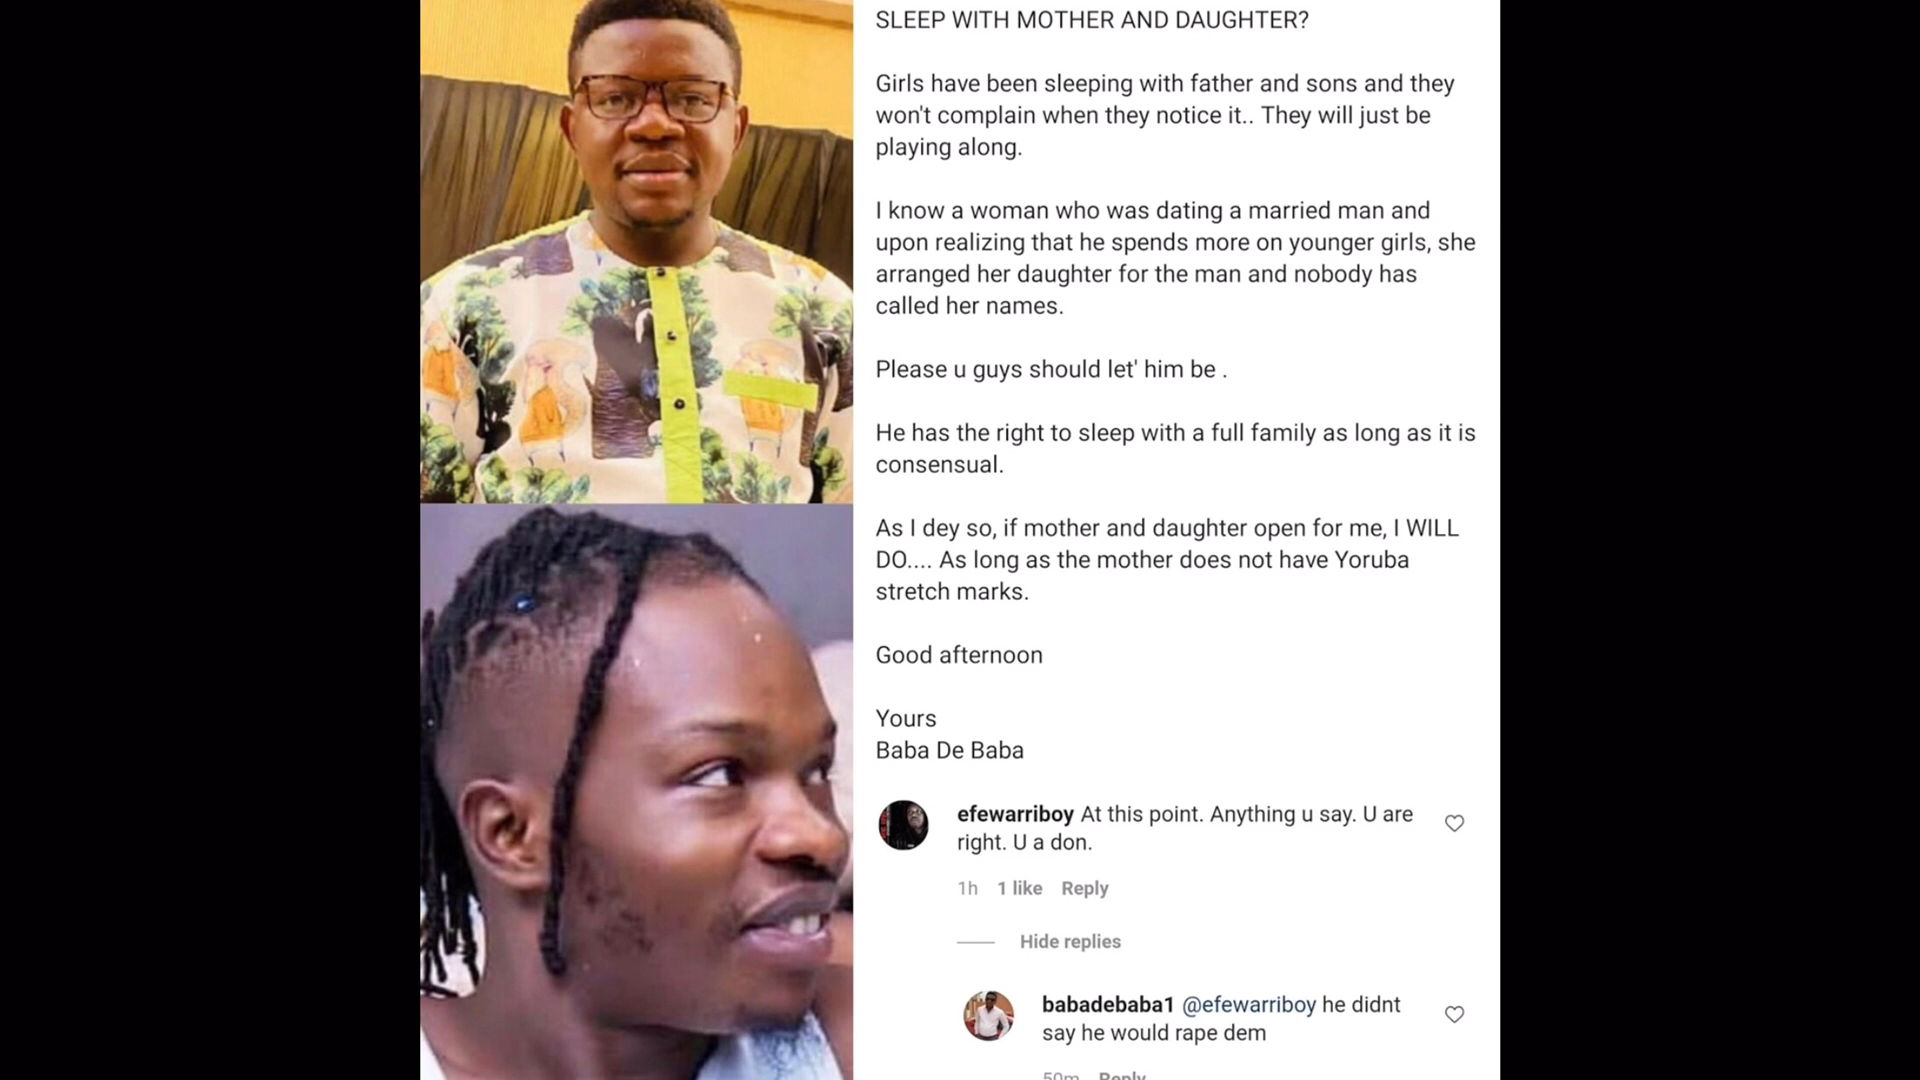 SLEEP WITH MOTHER AND DAUGHTER?
Girls have been sleeping with father and sons and they
won't complain when they notice it.. They will just be
playing along.
I know a woman who was dating a married man and
upon realizing that he spends more on younger girls, she
arranged her daughter for the man and nobody has
called her names.
Please u guys should let' him be .
He has the right to sleep with a full family as long as it is
consensual.
As I dey so, if mother and daughter open for me, I WILL
DO.... As long as the mother does not have Yoruba
stretch marks.
Good afternoon
Yours
Baba De Baba
efewarriboy At this point. Anything u say. U are
right. U a don.
1h 1 like Reply
Hide replies
babadebaba1 @efewarriboy he didnt
say he would rape dem
50m Reply